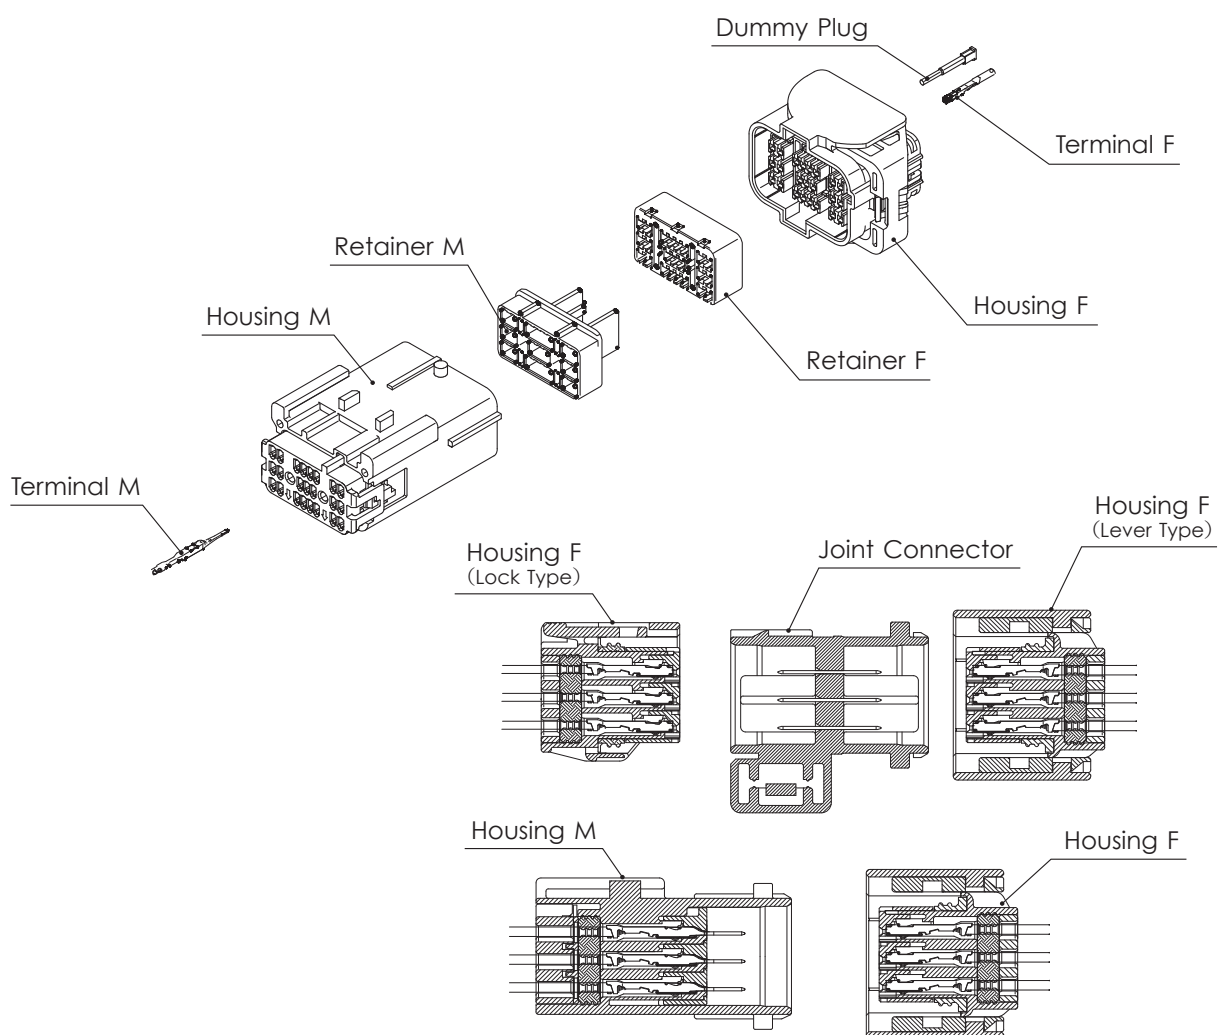 Dummy Plug
Terminal F
Retainer M
Housing M
Housing F
Retainer F
Terminal M
Housing F
(Lever Type)
Housing F
(Lock Type)
Joint Connector
Housing M
Housing F